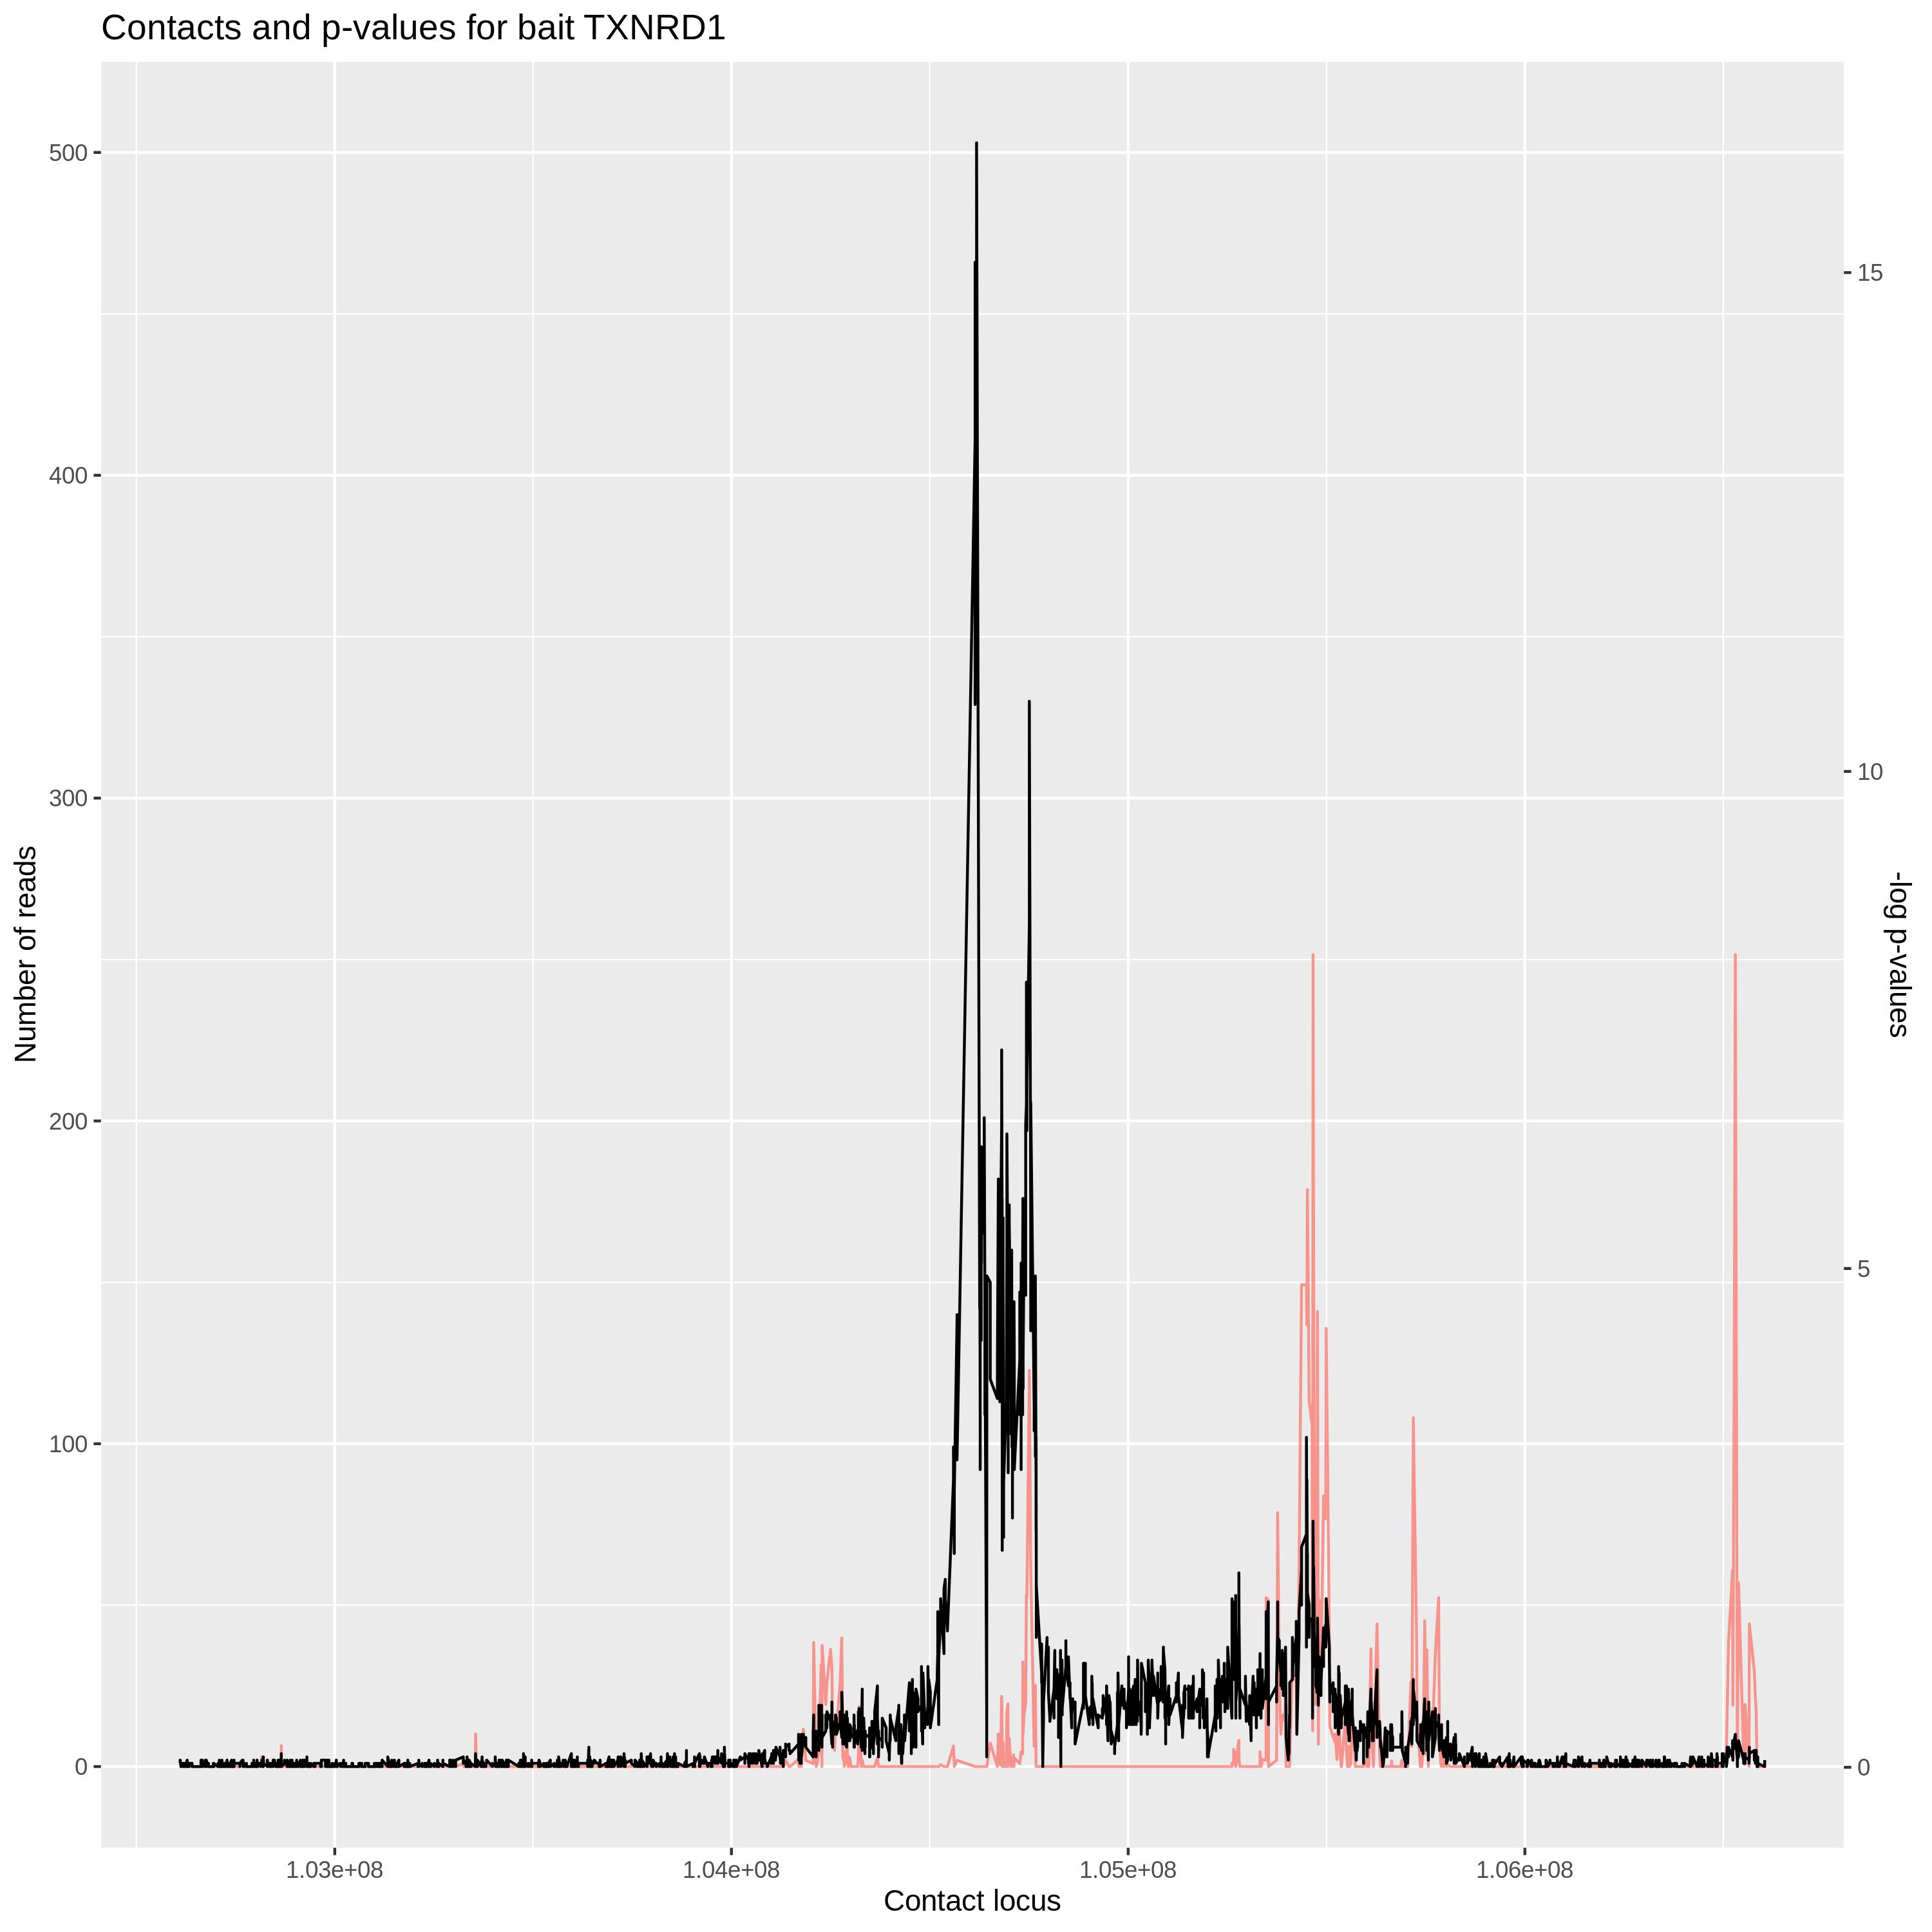 Contacts and p-values for bait TXNRD1
500
400
300
200
100
0
Number of reads
15
10
5
0
-log p-values
1.03e+08 1.04e+08 1.05e+08 1.06e+08
Contact locus